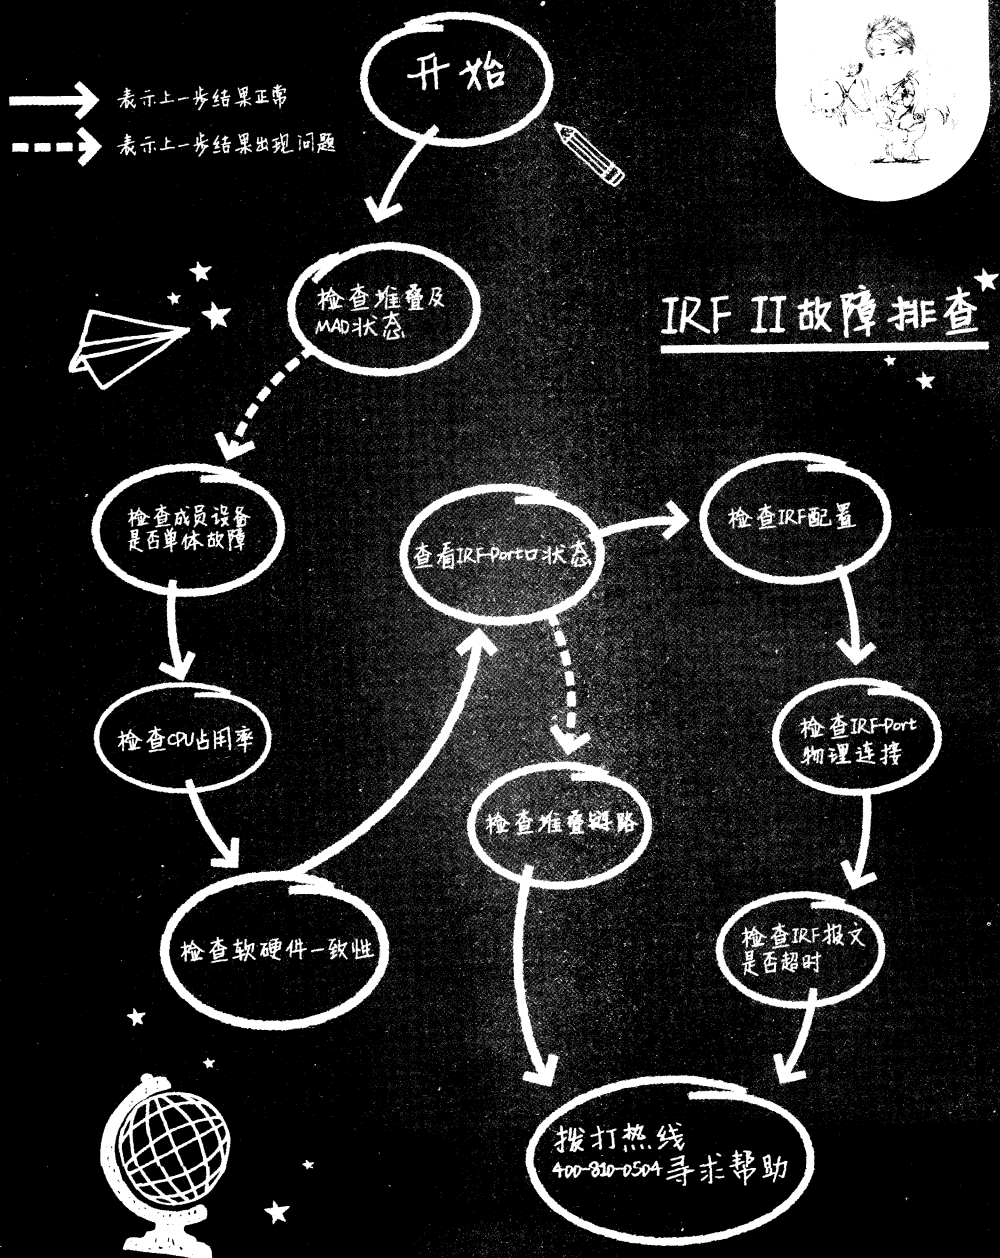 开始
表示上一步结果正常
表示上一步结果出现问题
检查堆叠及
MAD状态
IRF II故障排查
检查成员设备
是否单体故障
查看IRF-Port口状态
检查IRF配置
检查CPU占用率
检查IRF-Port
物理连接
检查堆叠链路
检查软硬件一致性
检查IRF报文
是否超时
拨打热线
400-810-0504寻求帮助